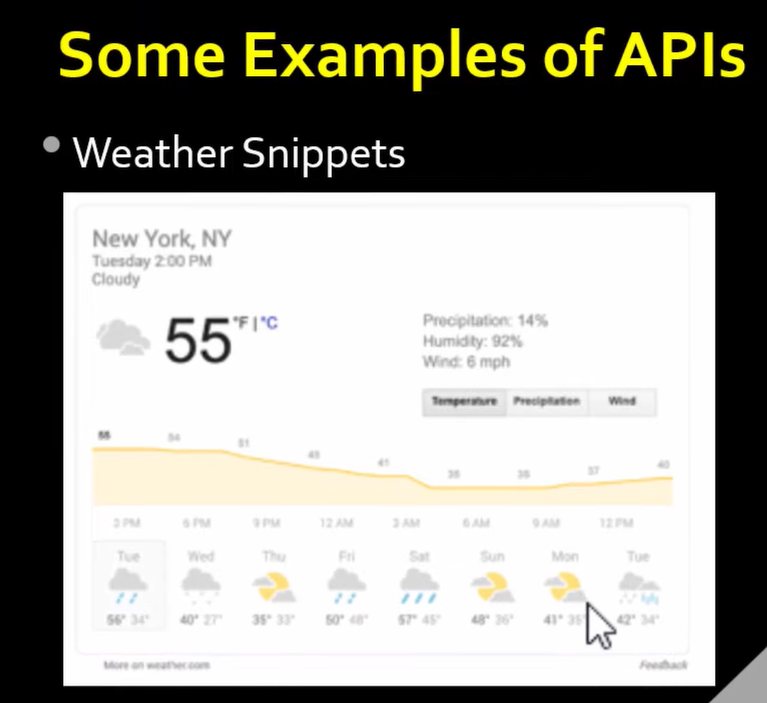 Some Examples of APIs
Weather Snippets
New York, NY
Tuesday 2:00 PM
Cloudy
55 °F | °C
Precipitation: 14%
Humidity: 92%
Wind: 6 mph
Temperature Precipitation Wind
55 54 51 41 37 40
3 PM 6 PM 9 PM 12 AM 3 AM 6 AM 9 AM 12 PM
Tue Wed Thu Fri Sat Sun Mon Tue
56° 34° 40° 27° 35° 33° 50° 48° 57° 45° 48° 36° 41° 42° 34°
More on weather.com
Feedback